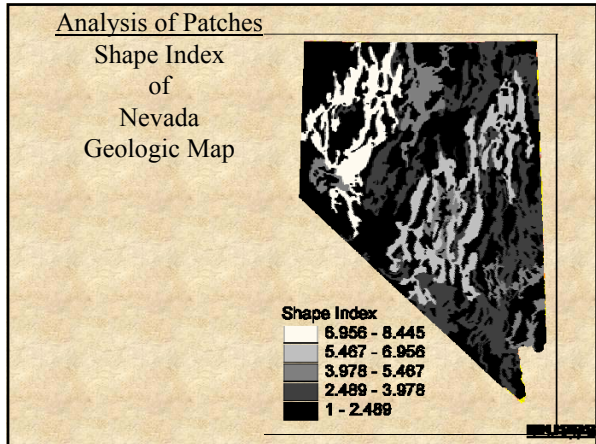 Analysis of Patches
Shape Index
of
Nevada
Geologic Map
Shape Index
6.956 - 8.445
5.467 - 6.956
3.978 - 5.467
2.489 - 3.978
1 - 2.489